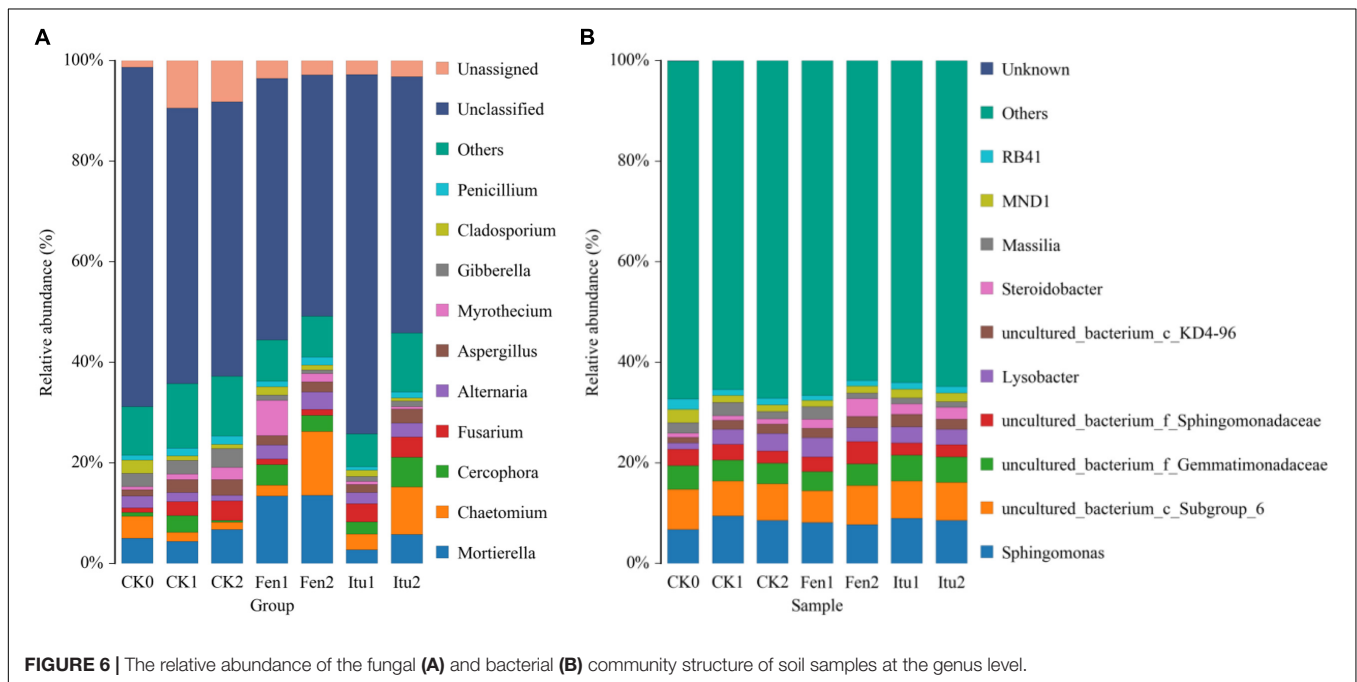 A
100%
80%
60%
40%
20%
0%
Relative abundance (%)
CK0 CK1 CK2 Fen1 Fen2 Itu1 Itu2
Group
Unassigned
Unclassified
Others
Penicillium
Cladosporium
Gibberella
Myrothecium
Aspergillus
Alternaria
Fusarium
Cercophora
Chaetomium
Mortierella
B
100%
80%
60%
40%
20%
0%
Relative abundance (%)
CK0 CK1 CK2 Fen1 Fen2 Itu1 Itu2
Sample
Unknown
Others
RB41
MND1
Massilia
Steroidobacter
uncultured_bacterium_c_KD4-96
Lysobacter
uncultured_bacterium_f_Sphingomonadaceae
uncultured_bacterium_f_Gemmatimonadaceae
uncultured_bacterium_c_Subgroup_6
Sphingomonas
FIGURE 6 | The relative abundance of the fungal (A) and bacterial (B) community structure of soil samples at the genus level.